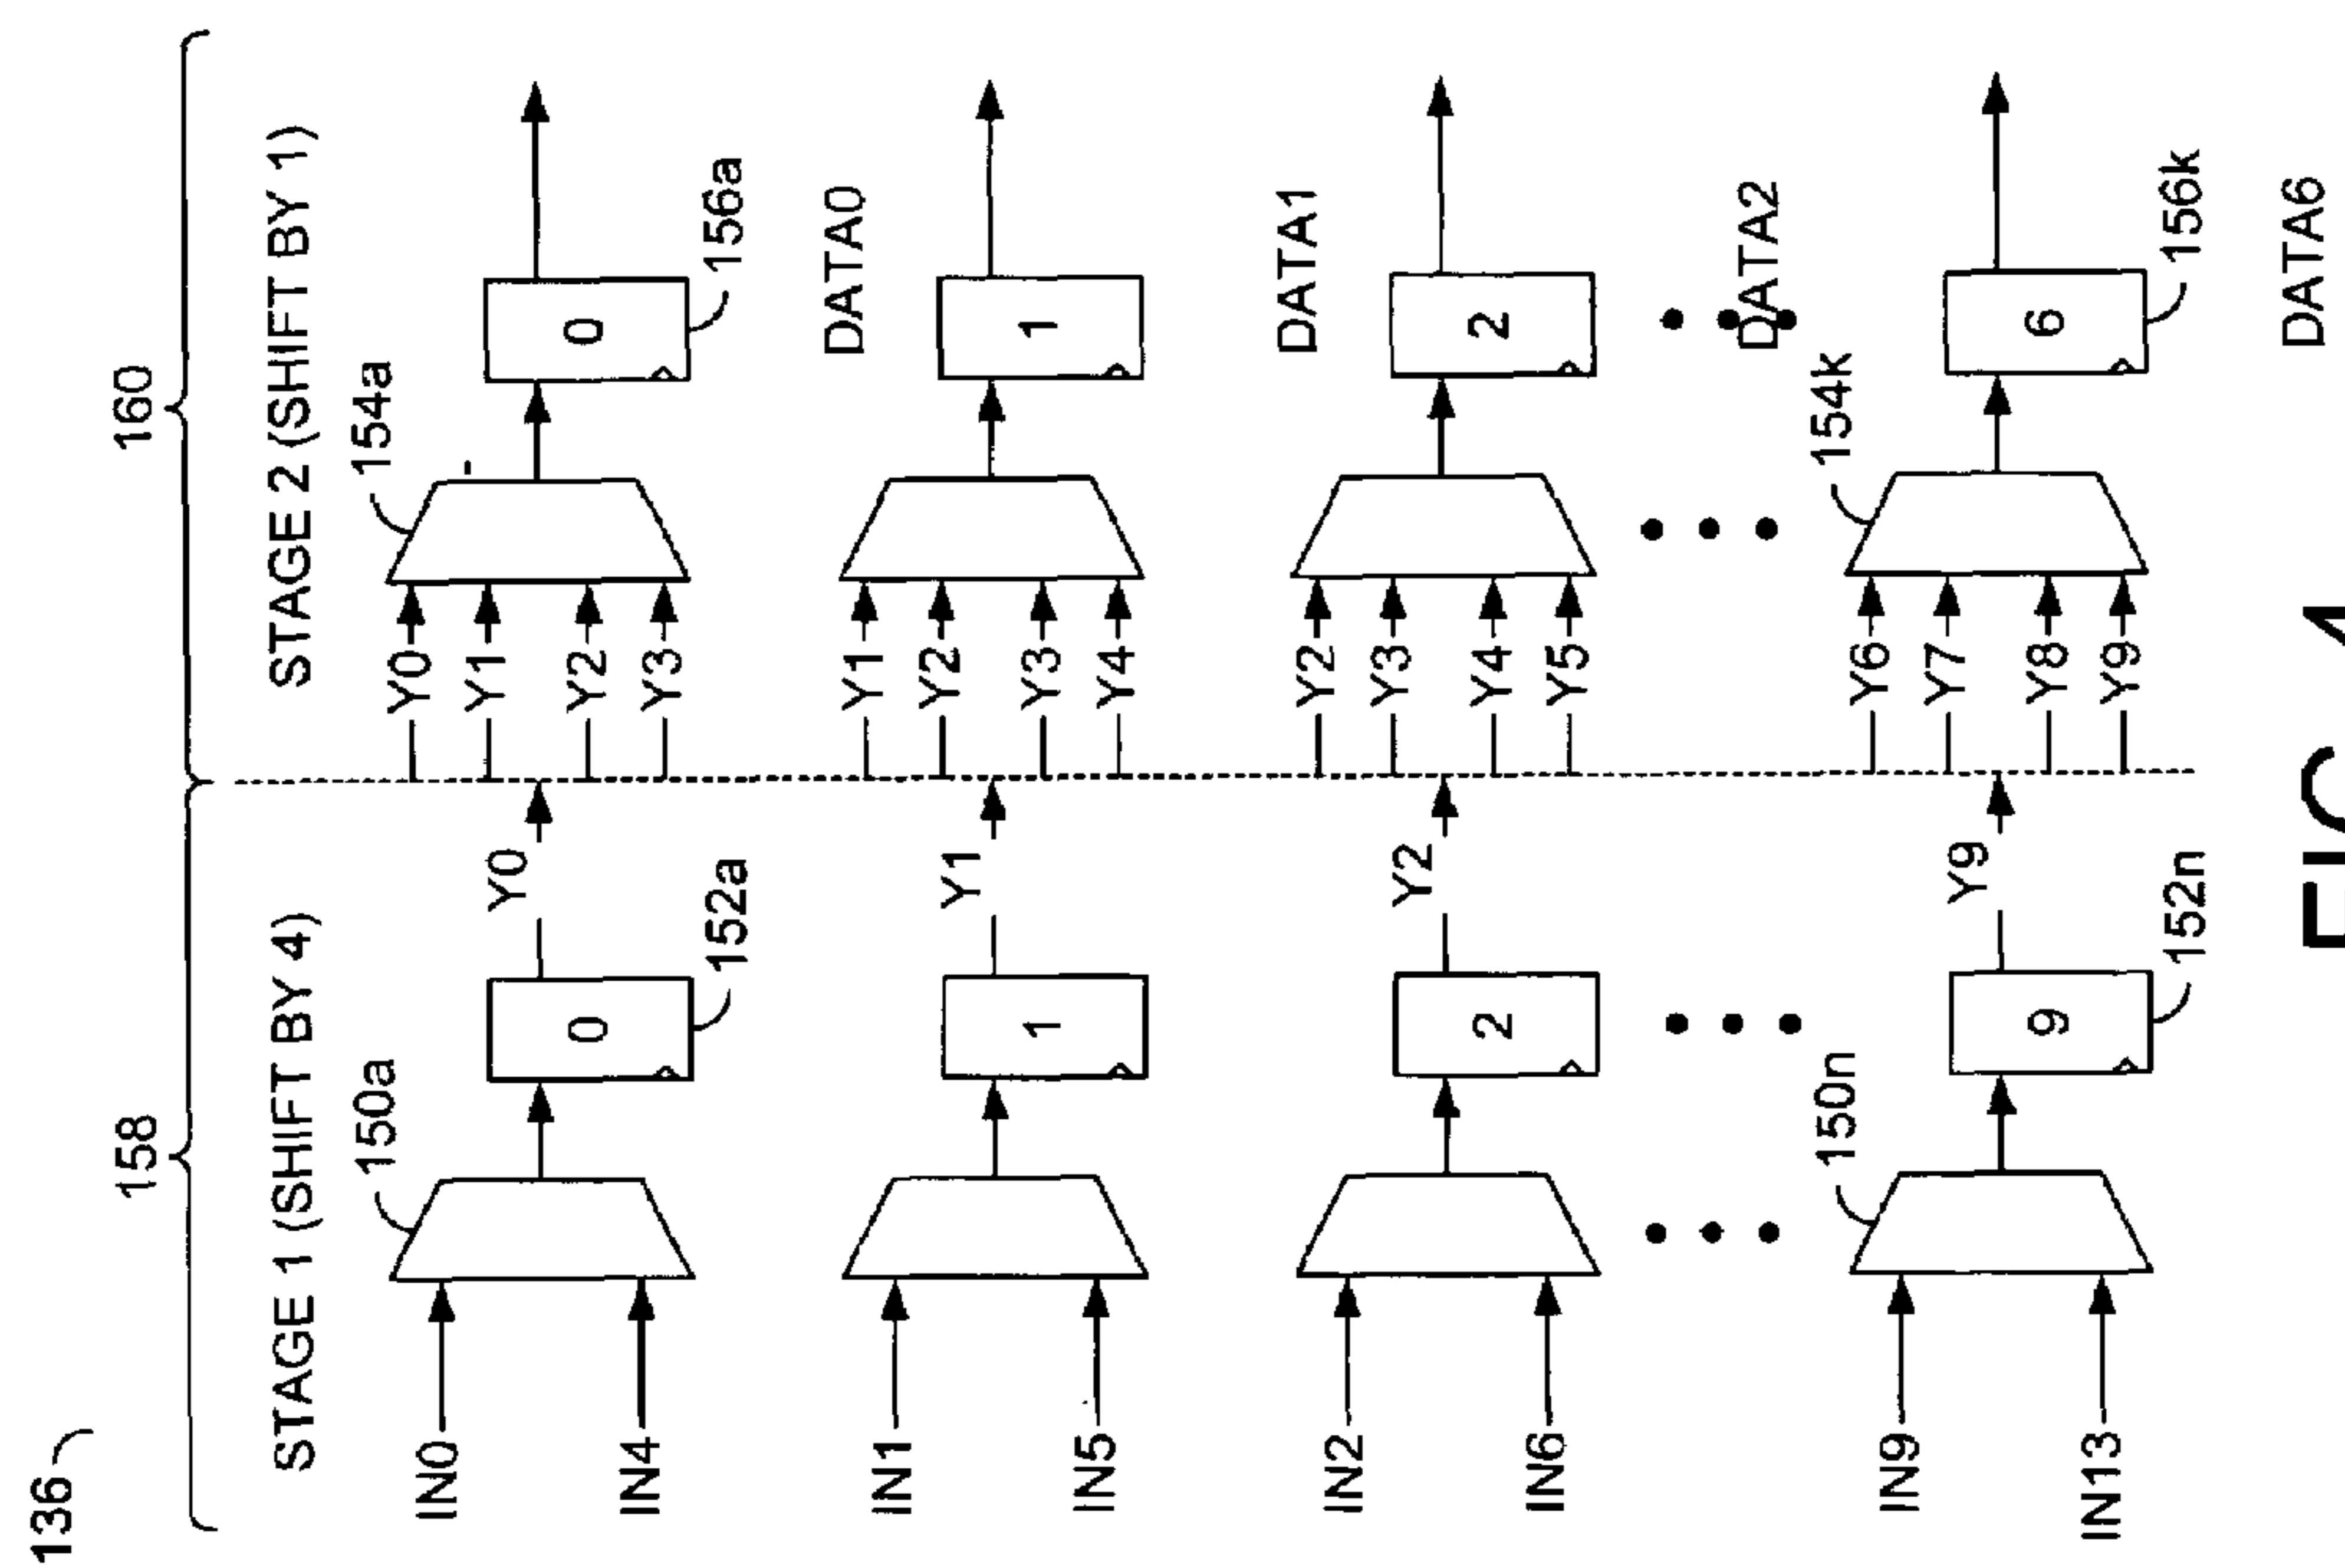 136
158
160
STAGE 1 (SHIFT BY 4)
STAGE 2 (SHIFT BY 1)
150a
154a
IN0
IN4
0
152a
Y0
Y0
Y1
Y2
Y3
0
156a
DATA0
IN1
IN5
1
Y1
Y1
Y2
Y3
Y4
1
DATA1
IN2
IN6
2
Y2
Y2
Y3
Y4
Y5
2
DATA2
150n
154k
IN9
IN13
9
152n
Y9
Y6
Y7
Y8
Y9
6
156k
DATA6